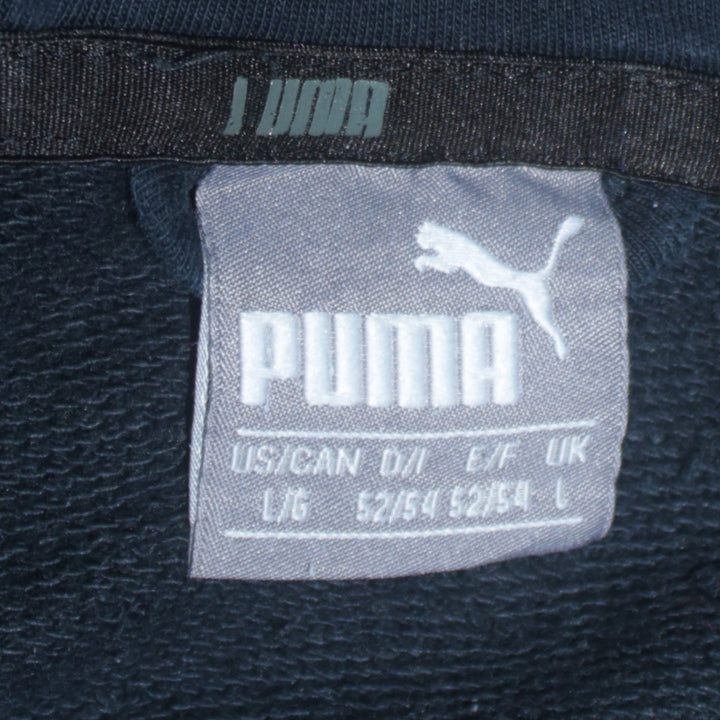 PUMA
PUMA
US/CAN D/I E/F UK
L/G 52/54 52/54 L